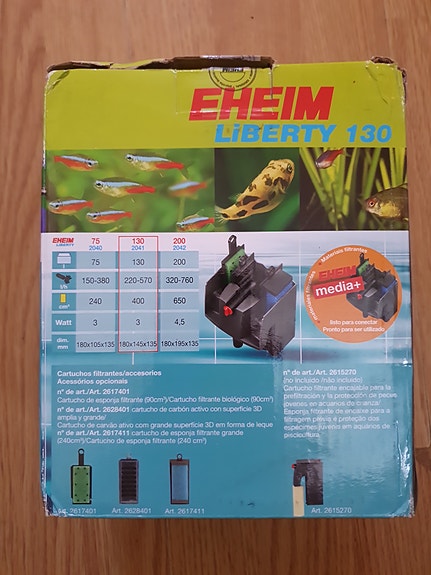 EHEIM
LiBERTY 130
EHEIM LiBERTY 75 2040 130 2041 200 2042
l 75 130 200
l/h 150-380 220-570 320-760
cm³ 240 400 650
Watt 3 3 4,5
dim. mm 180x105x135 180x145x135 180x195x135
• Materiais filtrantes
EHEIM
media+
listo para conectar
Pronto para ser utilizado
Cartuchos filtrantes/accesorios
Acessórios opcionais
n° de art./Art. 2617401
Cartucho de esponja filtrante (90cm³)/Cartucho filtrante biológico (90cm³)
n° de art./Art. 2628401 cartucho de carbón activo con superficie 3D
amplia y grande/
Cartucho de carvão ativo com grande superfície 3D em forma de leque
n° de art./Art. 2617411 cartucho de esponja filtrante grande
(240cm³)/Cartucho de esponja filtrante (240 cm³)
n° de art./Art. 2615270
(no incluido /não incluido)
Cartucho filtrante encajable para la
prefiltración y la protección de peces
jóvenes en acuarios de crianza/
Esponja filtrante de encaixe para a
filtragem prévia e proteção das
espécimes juvenis em aquários de
piscicultura.
Art. 2617401
Art. 2628401
Art. 2617411
Art. 2615270